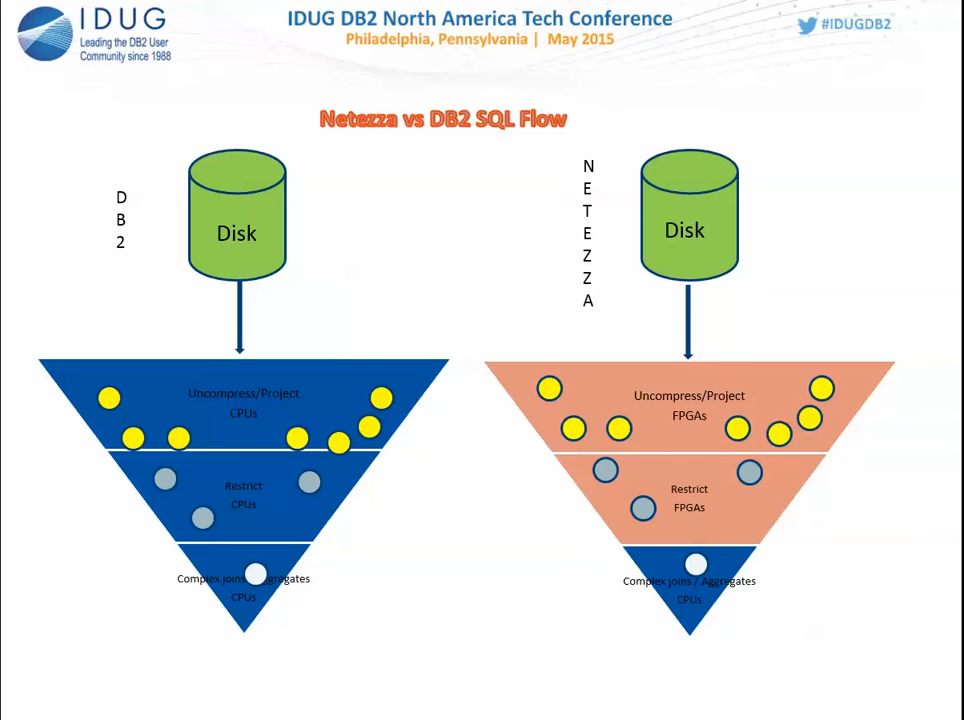 IDUG
Leading the DB2 User
Community since 1988
IDUG DB2 North America Tech Conference
Philadelphia, Pennsylvania | May 2015
#IDUGDB2
Netezza vs DB2 SQL Flow
D
B
2
Disk
Uncompress/Project
CPUs
Restrict
CPUs
Complex joins ggregates
CPUs
N
E
T
E
Z
Z
A
Disk
Uncompress/Project
FPGAs
Restrict
FPGAs
Complex joins / Aggregates
CPUs